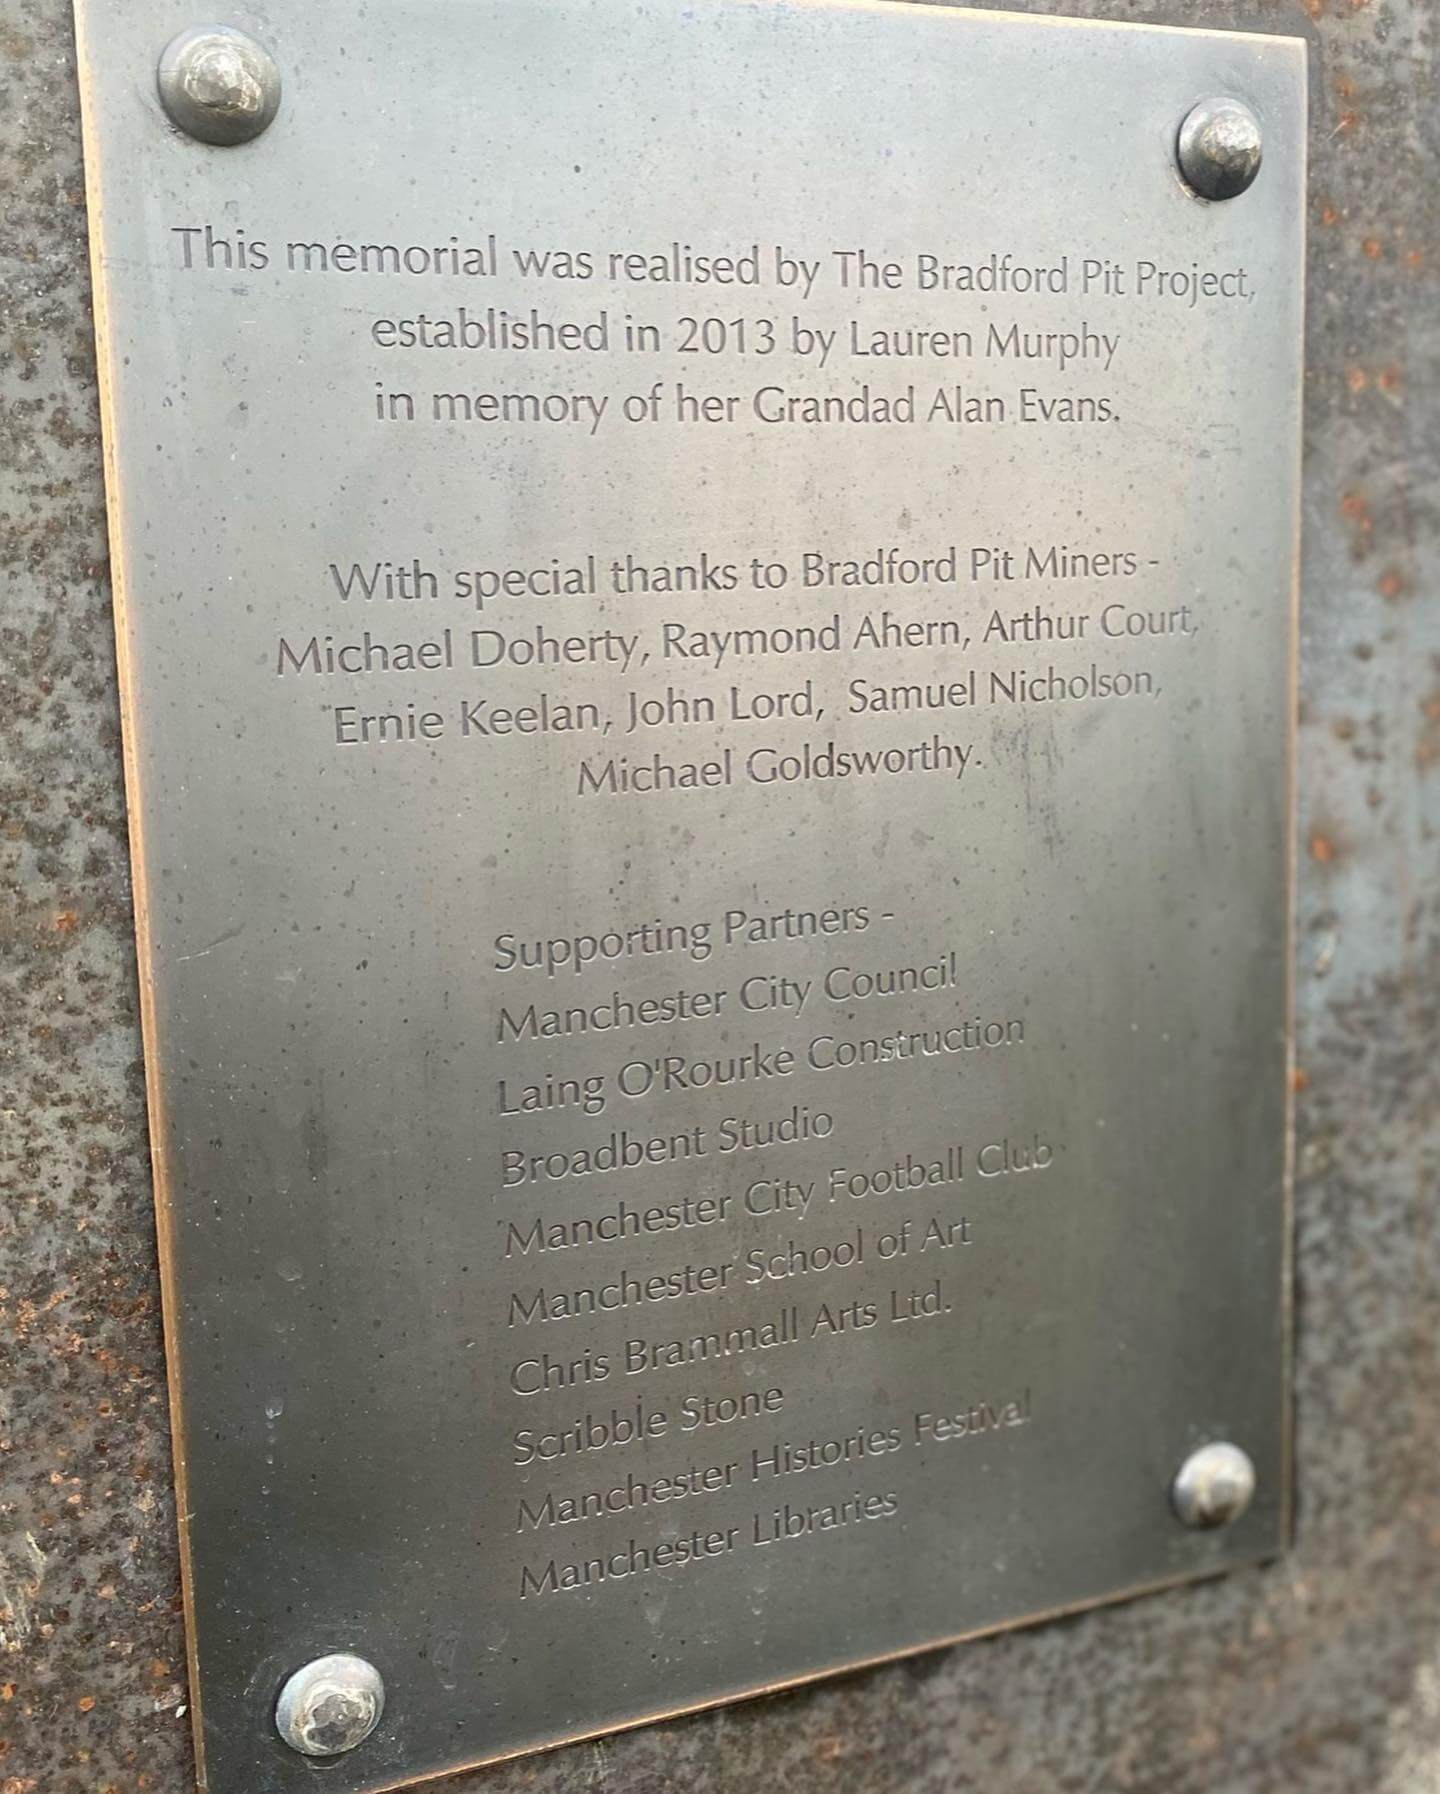 This memorial was realised by The Bradford Pit Project,
established in 2013 by Lauren Murphy
in memory of her Grandad Alan Evans.
With special thanks to Bradford Pit Miners -
Michael Doherty, Raymond Ahern, Arthur Court,
Ernie Keelan, John Lord, Samuel Nicholson,
Michael Goldsworthy.
Supporting Partners -
Manchester City Council
Laing O'Rourke Construction
Broadbent Studio
Manchester City Football Club
Manchester School of Art
Chris Brammall Arts Ltd.
Scribble Stone
Manchester Histories Festival
Manchester Libraries